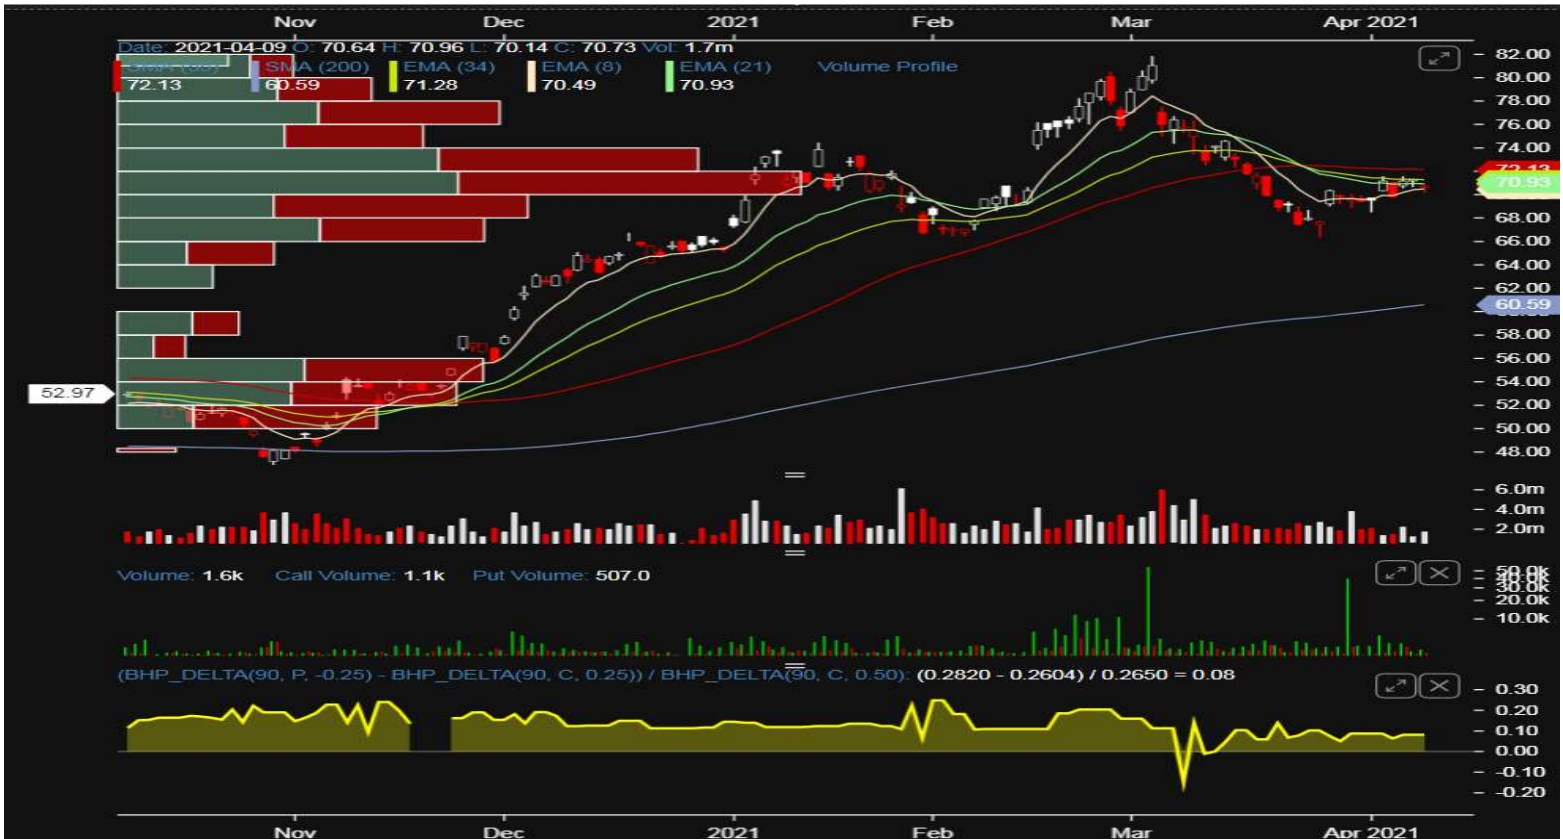 Nov Dec 2021 Feb Mar Apr 2021
Date: 2021-04-09 O: 70.64 H: 70.96 L: 70.14 C: 70.73 Vol: 1.7m
SMA (200) EMA (34) EMA (8) EMA (21) Volume Profile
72.13 60.59 71.28 70.49 70.93
82.00
80.00
78.00
76.00
74.00
72.13
70.93
68.00
66.00
64.00
62.00
60.59
58.00
56.00
54.00
52.97
52.00
50.00
48.00
6.0m
4.0m
2.0m
Volume: 1.6k Call Volume: 1.1k Put Volume: 507.0
50.0k
30.0k
20.0k
10.0k
(BHP_DELTA(90, P, -0.25) - BHP_DELTA(90, C, 0.25)) / BHP_DELTA(90, C, 0.50): (0.2820 - 0.2604) / 0.2650 = 0.08
0.30
0.20
0.10
0.00
-0.10
-0.20
Nov Dec 2021 Feb Mar Apr 2021